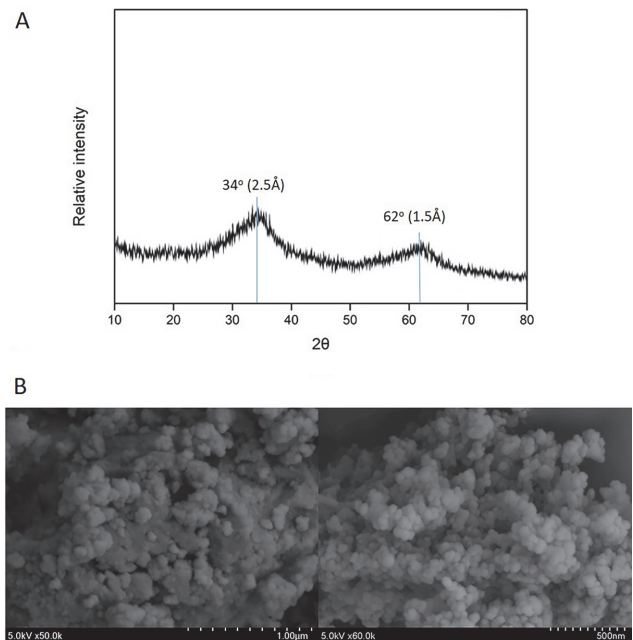 A
Relative intensity
34° (2.5Å)
62° (1.5Å)
10 20 30 40 50 60 70 80
2θ
B
5.0kV x50.0k 1.00µm
5.0kV x60.0k 500nm